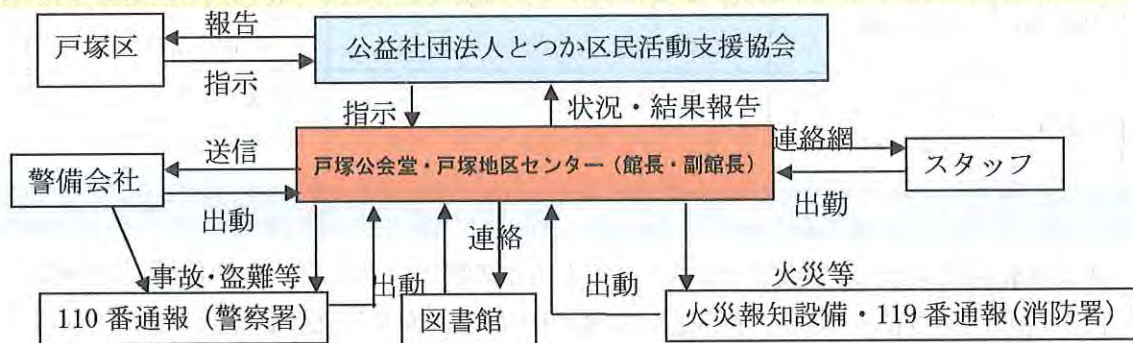 報告
戸塚区
公益社団法人とつか区民活動支援協会
指示
指示
状況・結果報告
連絡網
送信
戸塚公会堂・戸塚地区センター（館長・副館長）
スタッフ
警備会社
出動
出勤
連絡
事故・盗難等
出動
出動
火災等
110番通報（警察署）
図書館
火災報知設備・119番通報(消防署)